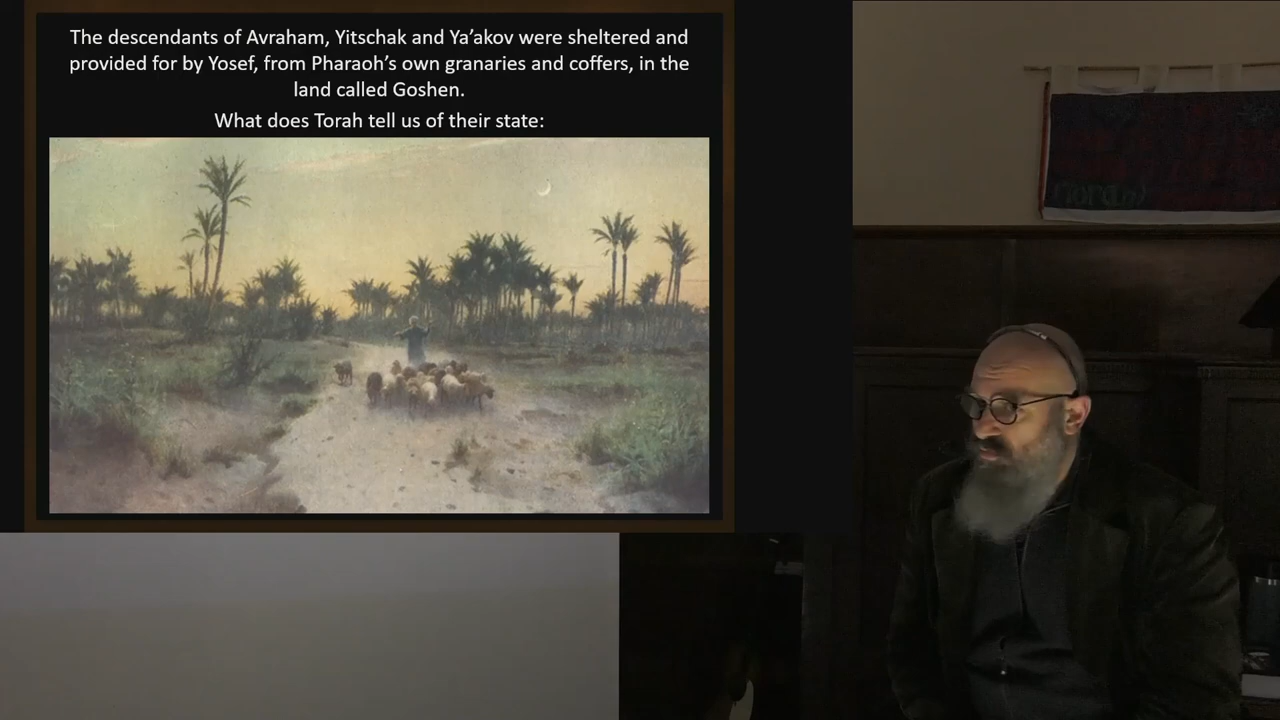 The descendants of Avraham, Yitschak and Ya’akov were sheltered and
provided for by Yosef, from Pharaoh’s own granaries and coffers, in the
land called Goshen.
What does Torah tell us of their state: